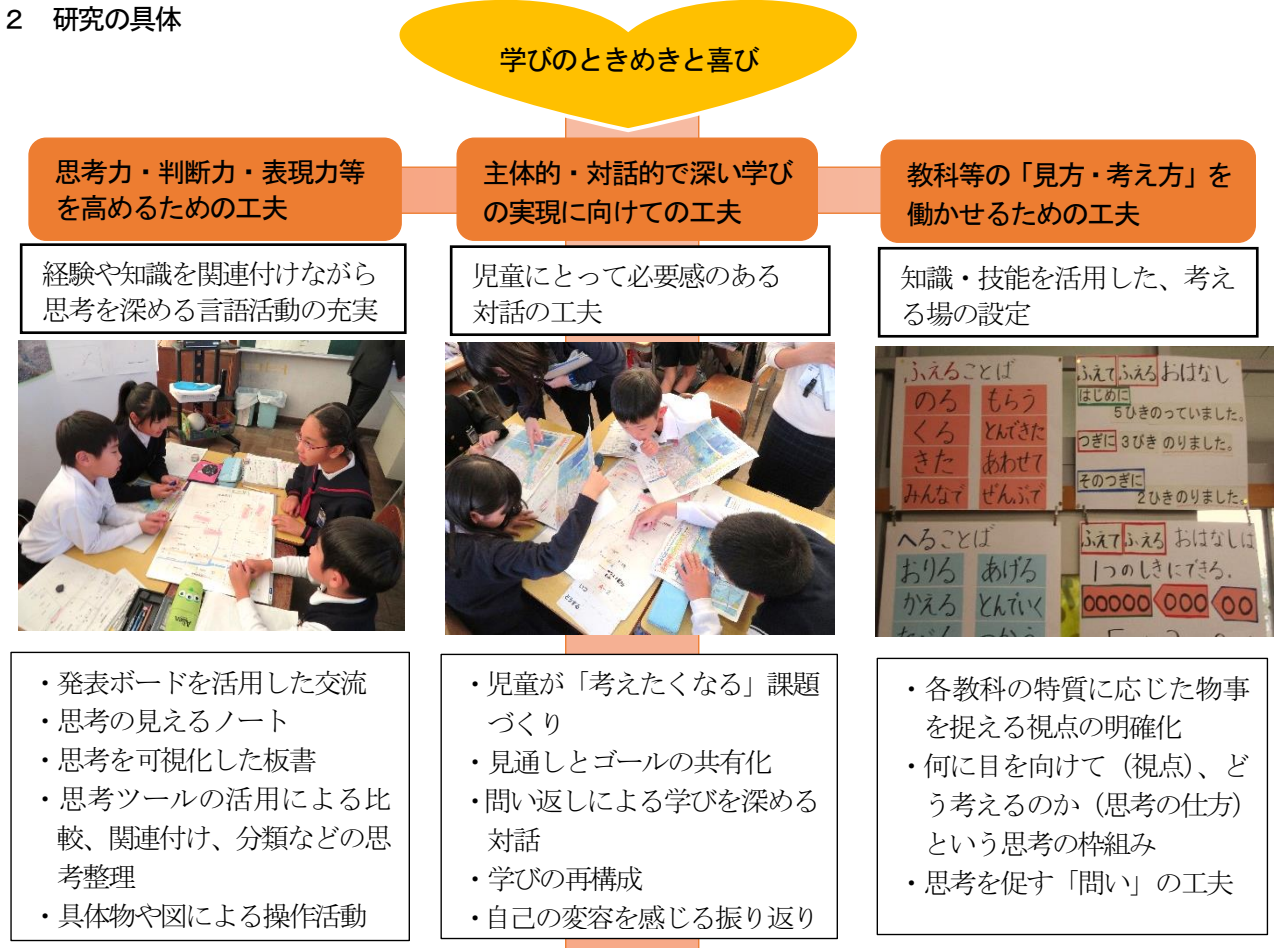 ２　研究の具体
学びのときめきと喜び
思考力・判断力・表現力等
を高めるための工夫
経験や知識を関連付けながら
思考を深める言語活動の充実
・発表ボードを活用した交流
・思考の見えるノート
・思考を可視化した板書
・思考ツールの活用による比
較、関連付け、分類などの思
考整理
・具体物や図による操作活動
主体的・対話的で深い学び
の実現に向けての工夫
児童にとって必要感のある
対話の工夫
・児童が「考えたくなる」課題
づくり
・見通しとゴールの共有化
・問い返しによる学びを深める
対話
・学びの再構成
・自己の変容を感じる振り返り
教科等の「見方・考え方」を
働かせるための工夫
知識・技能を活用した、考え
る場の設定
ふえることば
のる　もらう
くる　とんできた
きた　あわせて
みんなで　ぜんぶで
ふえてふえるおはなし
はじめに
5ひきのっていました。
つぎに 3びき のりました。
そのつぎに
2ひきのりました。
へることば
おりる　あげる
かえる　とんでいく
ふえてふえる おはなしは
1つのしきにできる。
・各教科の特質に応じた物事
を捉える視点の明確化
・何に目を向けて（視点）、ど
う考えるのか（思考の仕方）
という思考の枠組み
・思考を促す「問い」の工夫